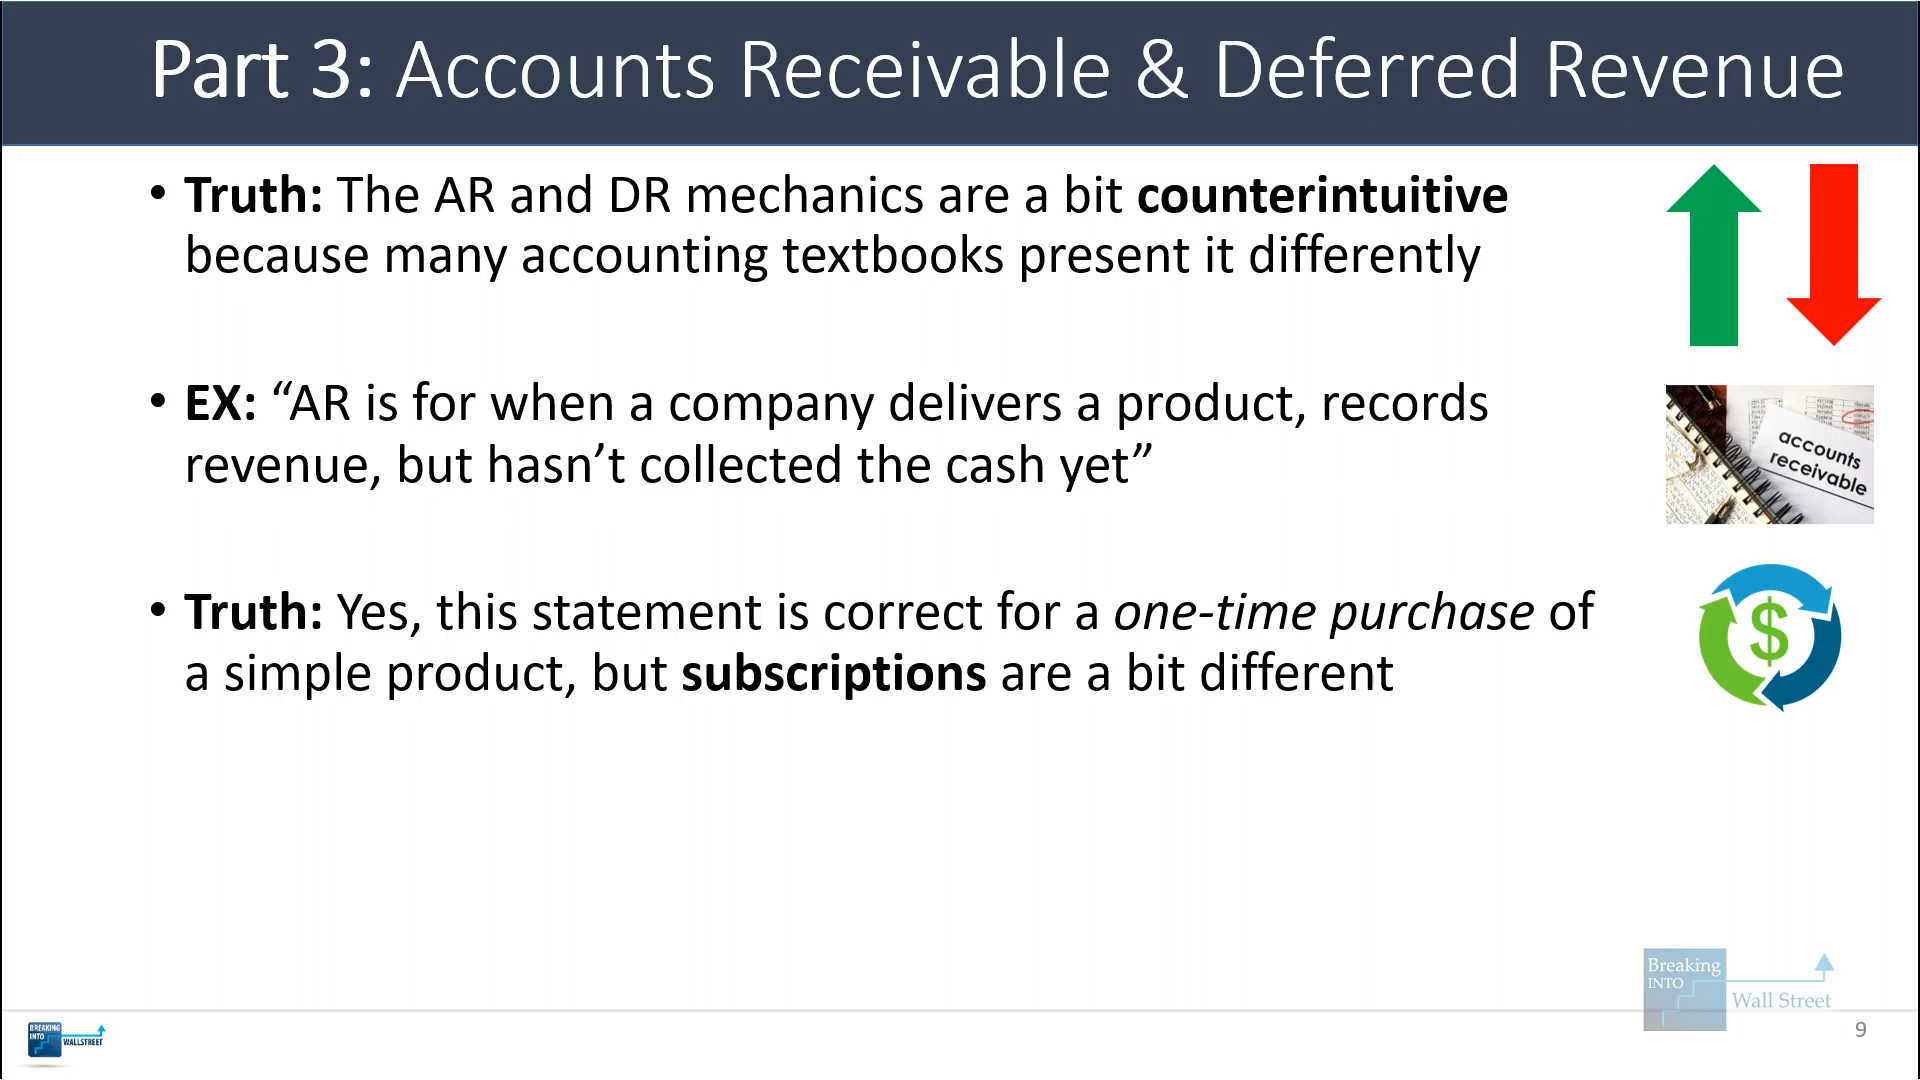 Part 3: Accounts Receivable & Deferred Revenue
• Truth: The AR and DR mechanics are a bit counterintuitive
because many accounting textbooks present it differently
• EX: “AR is for when a company delivers a product, records
revenue, but hasn’t collected the cash yet”
accounts
receivable
• Truth: Yes, this statement is correct for a one-time purchase of
a simple product, but subscriptions are a bit different
$
Breaking
INTO
Wall Street
BREAKING
INTO
WALLSTREET
9